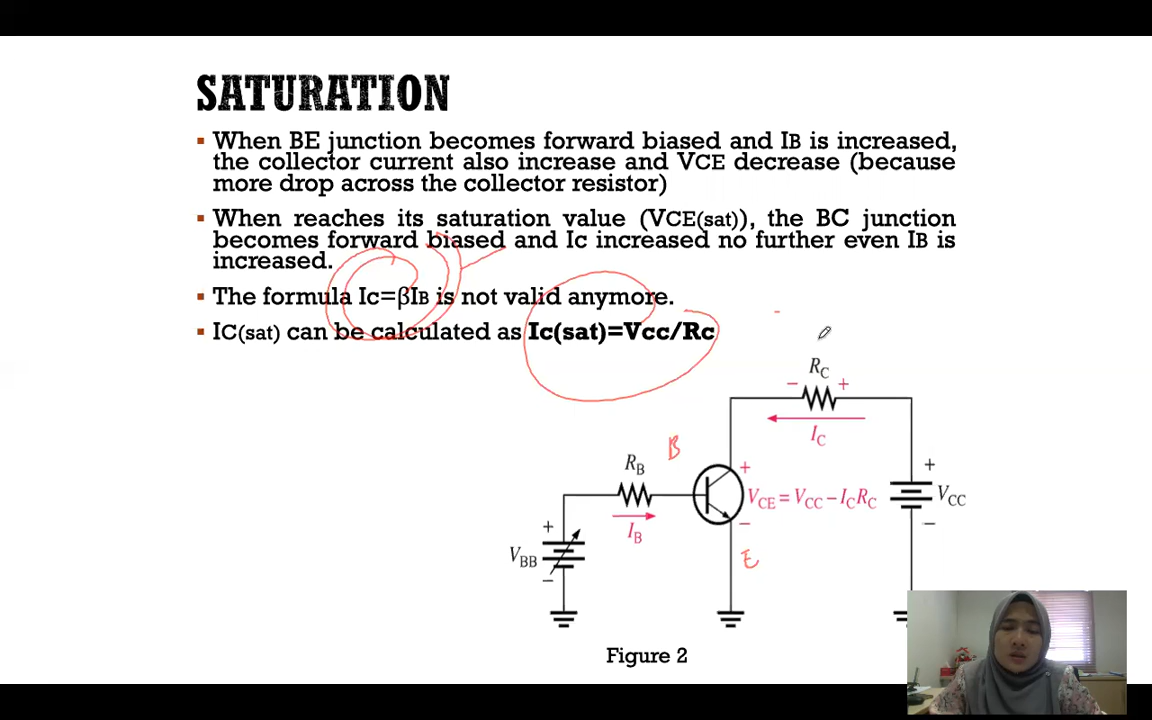 SATURATION
▪ When BE junction becomes forward biased and IB is increased,
the collector current also increase and VCE decrease (because
more drop across the collector resistor)
▪ When reaches its saturation value (VCE(sat)), the BC junction
becomes forward biased and Ic increased no further even IB is
increased.
▪ The formula Ic=βIB is not valid anymore.
▪ IC(sat) can be calculated as Ic(sat)=Vcc/Rc
RC
− +
IC
B
RB
+
+
VCE = VCC − ICRC
VCC
+
IB
−
−
VBB
E
−
Figure 2